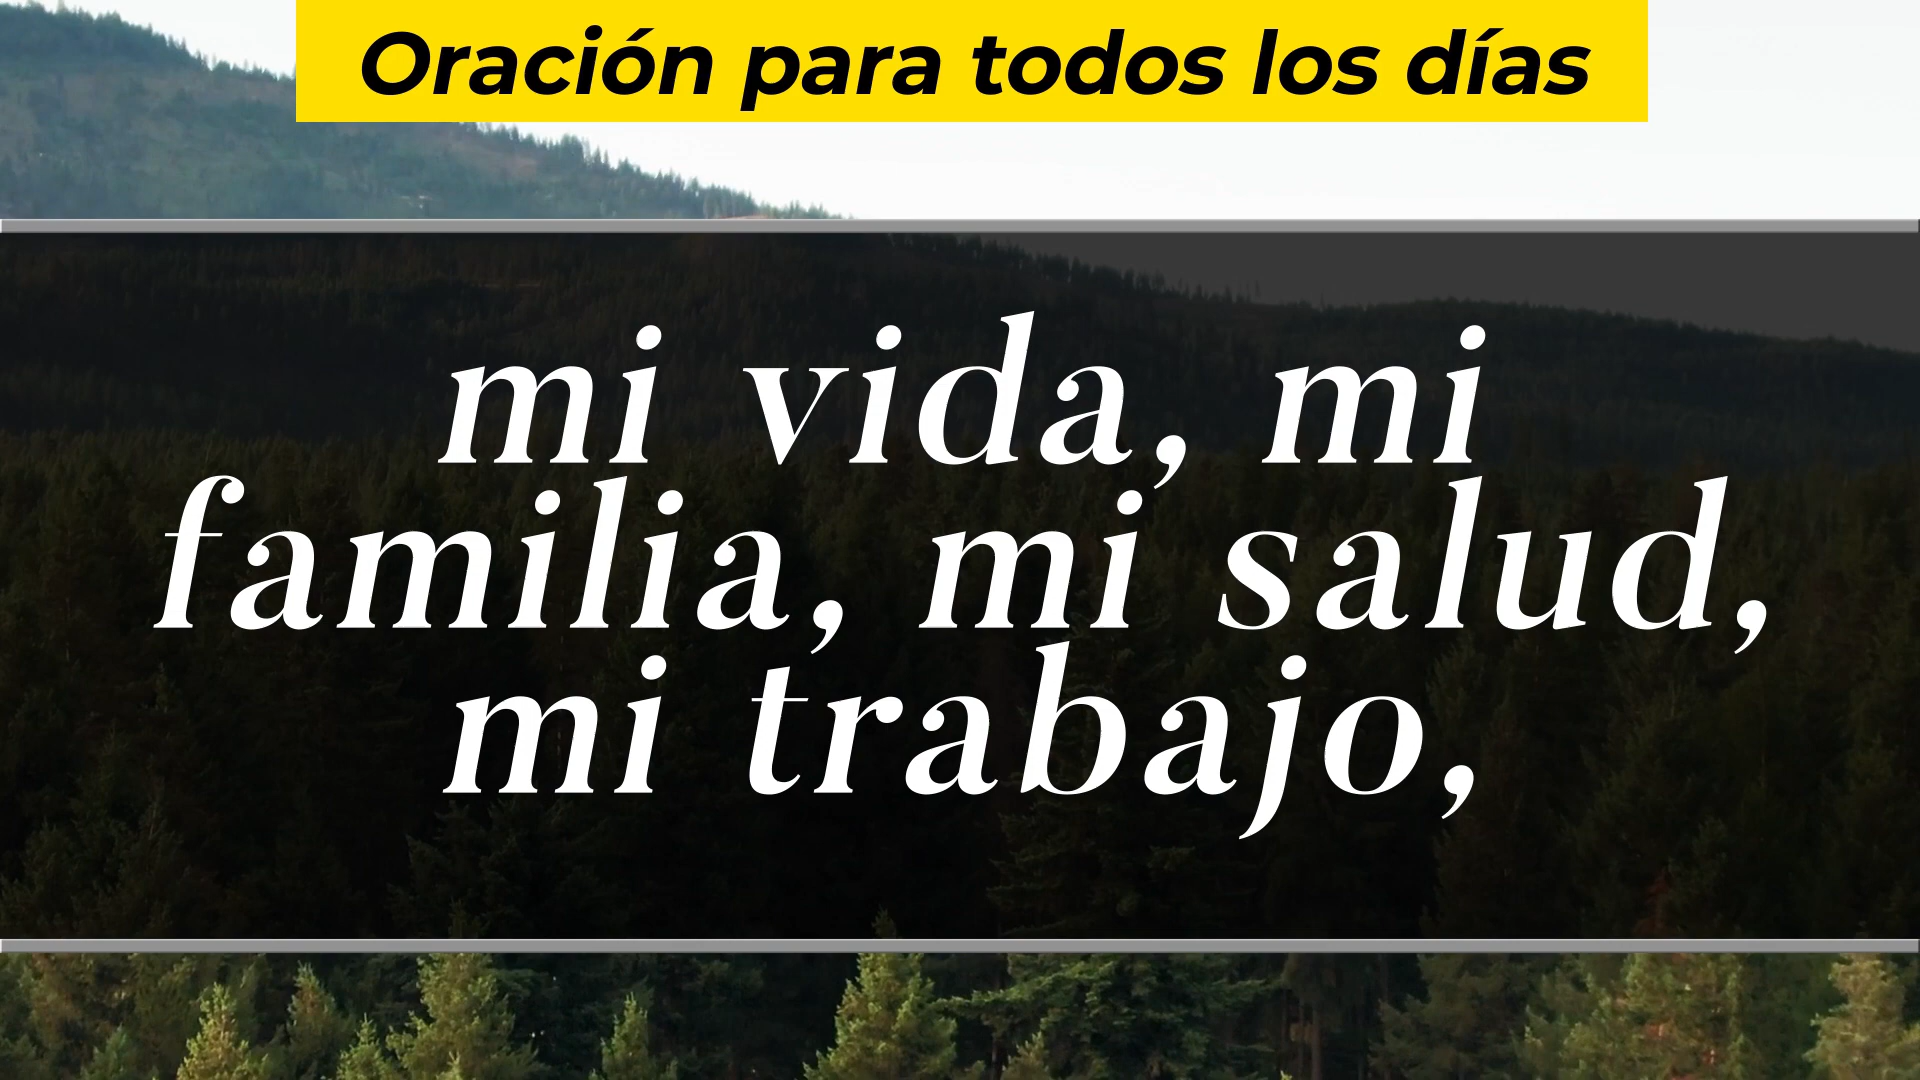 Oración para todos los días
mi vida, mi
familia, mi salud,
mi trabajo,